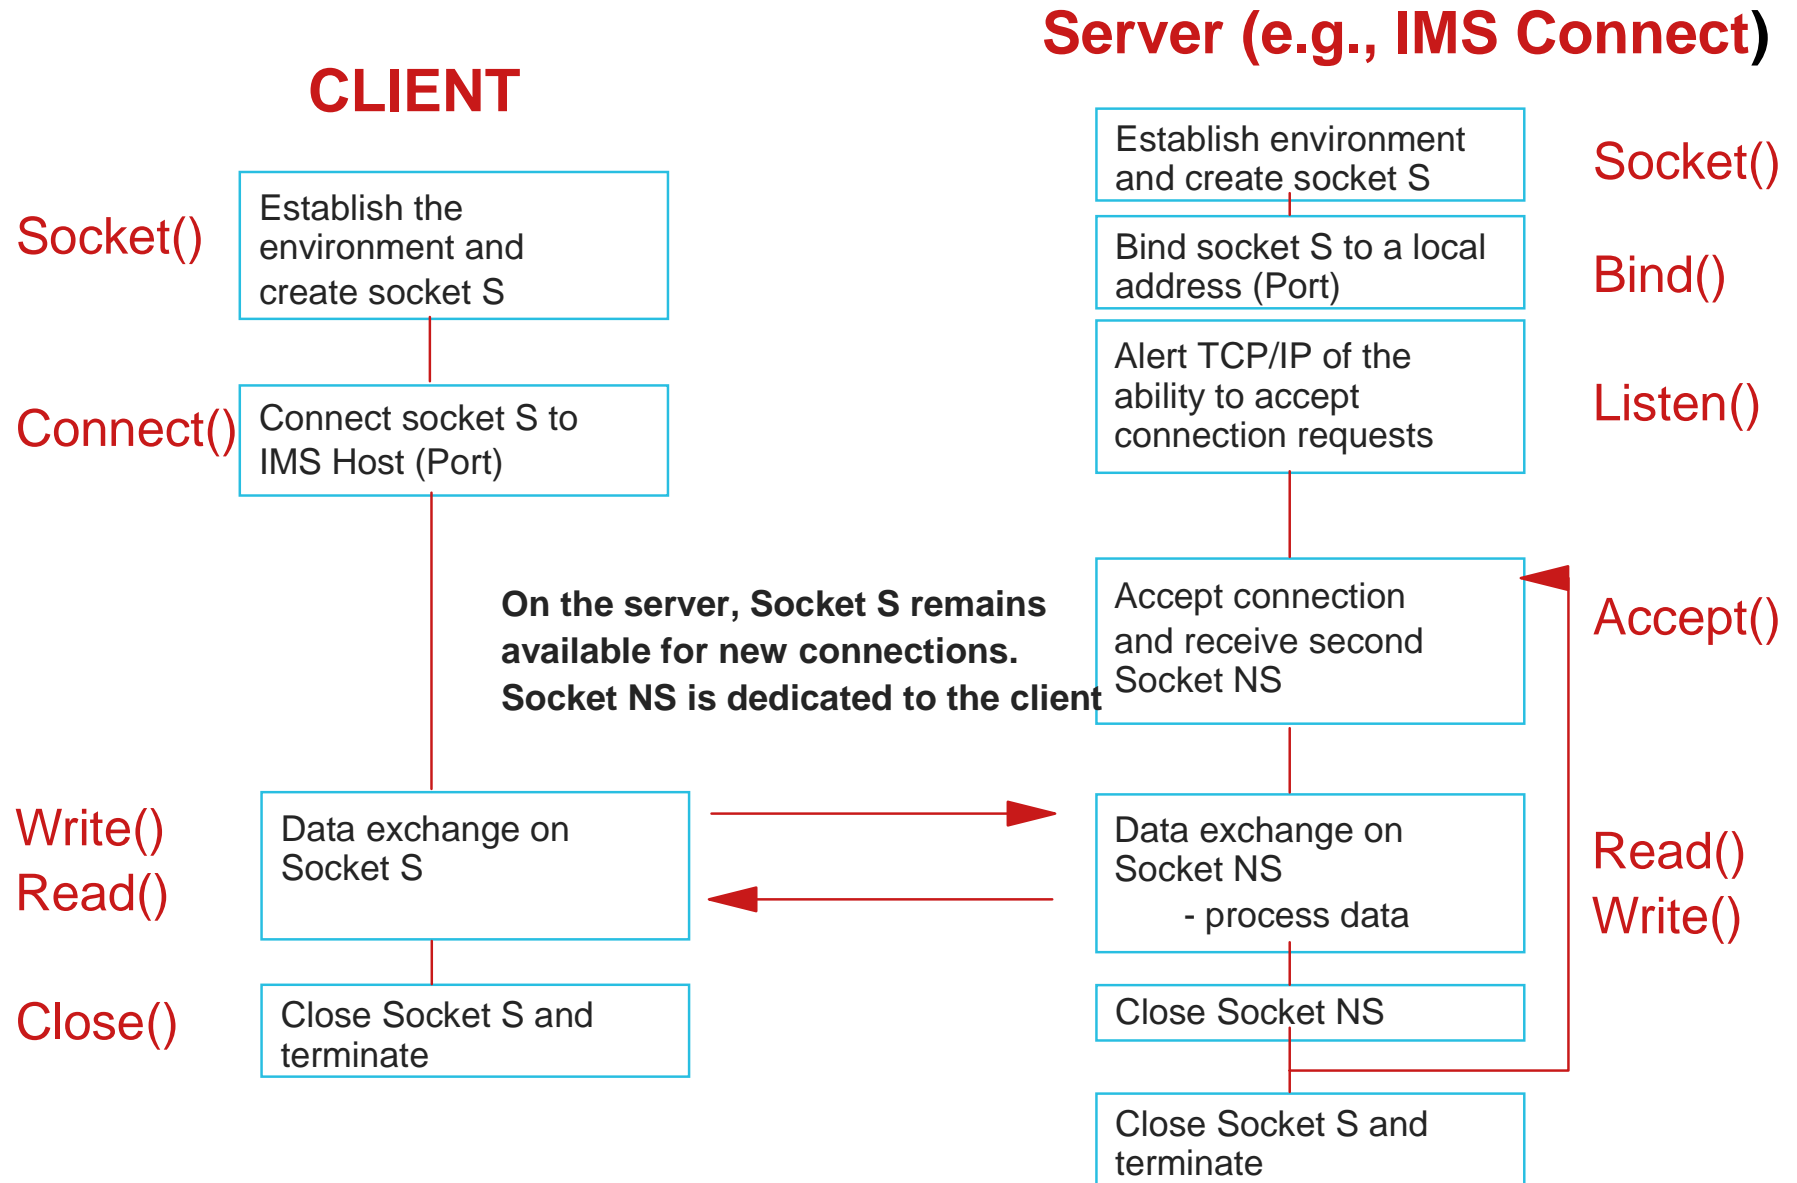 Server (e.g., IMS Connect)
CLIENT
Socket()
Establish the
environment and
create socket S
Connect()
Connect socket S to
IMS Host (Port)
Write()
Read()
Data exchange on
Socket S
Close()
Close Socket S and
terminate
On the server, Socket S remains
available for new connections.
Socket NS is dedicated to the client
Establish environment
and create socket S
Socket()
Bind socket S to a local
address (Port)
Bind()
Alert TCP/IP of the
ability to accept
connection requests
Listen()
Accept connection
and receive second
Socket NS
Accept()
Data exchange on
Socket NS
- process data
Read()
Write()
Close Socket NS
Close Socket S and
terminate